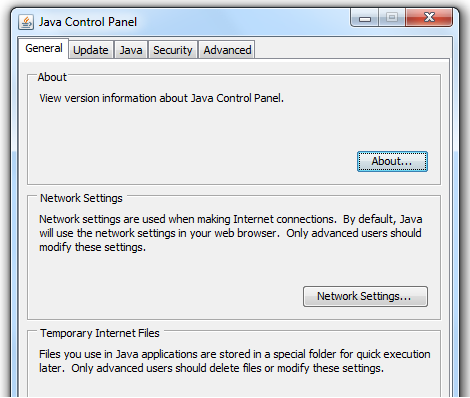 Java Control Panel
General Update Java Security Advanced
About
View version information about Java Control Panel.
About...
Network Settings
Network settings are used when making Internet connections.  By default, Java
will use the network settings in your web browser.  Only advanced users should
modify these settings.
Network Settings...
Temporary Internet Files
Files you use in Java applications are stored in a special folder for quick execution
later.  Only advanced users should delete files or modify these settings.